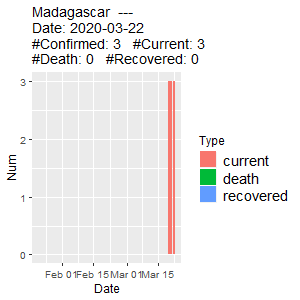 Madagascar  ---
Date: 2020-03-22
#Confirmed: 3   #Current: 3
#Death: 0   #Recovered: 0
3
2
1
0
Num
Feb 01
Feb 15
Mar 01
Mar 15
Date
Type
current
death
recovered